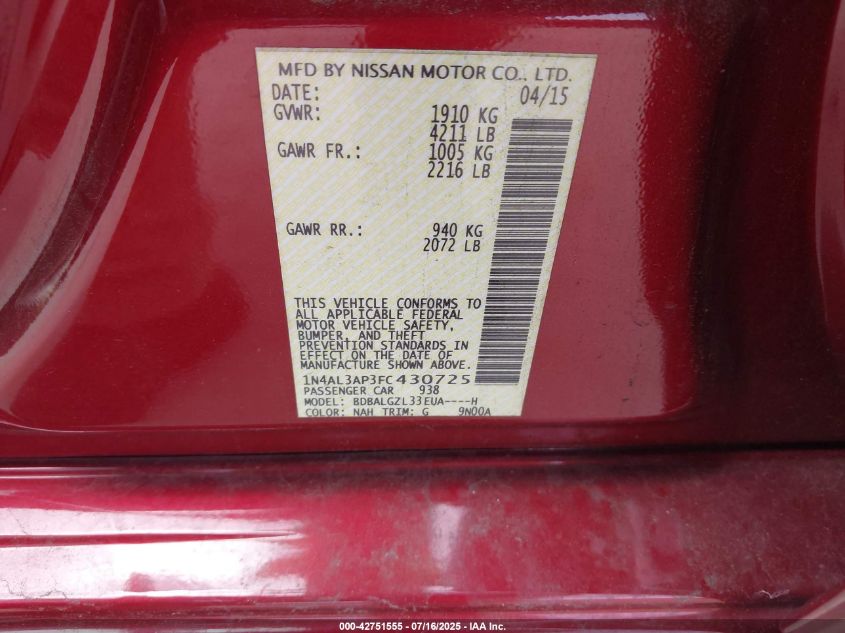 MFD BY NISSAN MOTOR CO., LTD.
DATE: 04/15
GVWR: 1910 KG
4211 LB
GAWR FR.: 1005 KG
2216 LB
GAWR RR.: 940 KG
2072 LB
THIS VEHICLE CONFORMS TO
ALL APPLICABLE FEDERAL
MOTOR VEHICLE SAFETY,
BUMPER, AND THEFT
PREVENTION STANDARDS IN
EFFECT ON THE DATE OF
MANUFACTURE SHOWN ABOVE.
1N4AL3AP3FC430725
PASSENGER CAR 938
MODEL: BDBALGZL33EUA----H
COLOR: NAH TRIM: G 9N00A
000-42751555 - 07/16/2025 - IAA Inc.